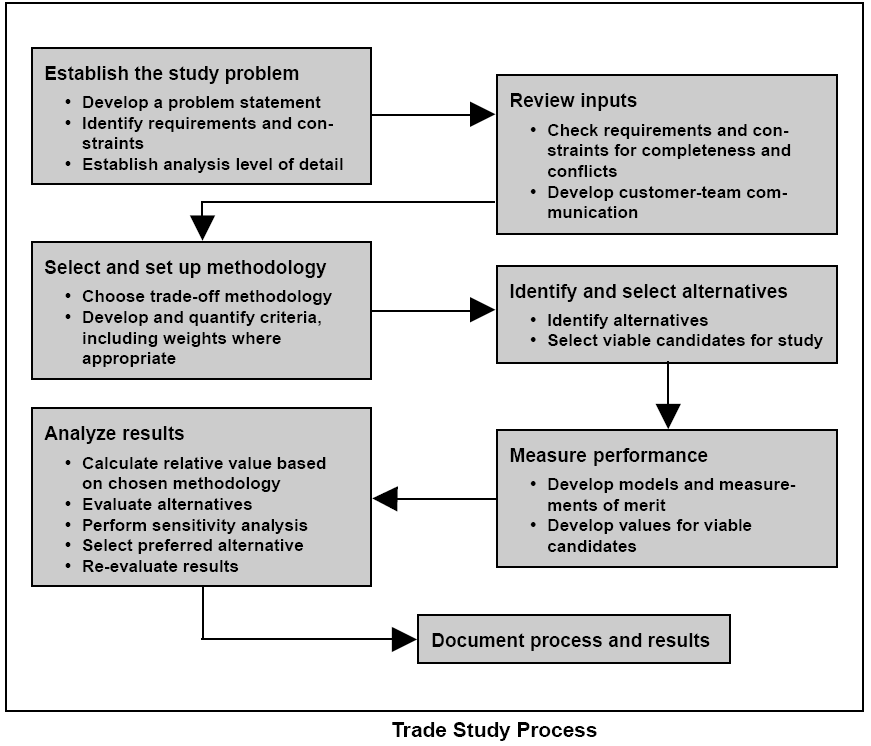 Establish the study problem
• Develop a problem statement
• Identify requirements and con-
straints
• Establish analysis level of detail
Review inputs
• Check requirements and con-
straints for completeness and
conflicts
• Develop customer-team com-
munication
Select and set up methodology
• Choose trade-off methodology
• Develop and quantify criteria,
including weights where
appropriate
Identify and select alternatives
• Identify alternatives
• Select viable candidates for study
Measure performance
• Develop models and measure-
ments of merit
• Develop values for viable
candidates
Analyze results
• Calculate relative value based
on chosen methodology
• Evaluate alternatives
• Perform sensitivity analysis
• Select preferred alternative
• Re-evaluate results
Document process and results
Trade Study Process